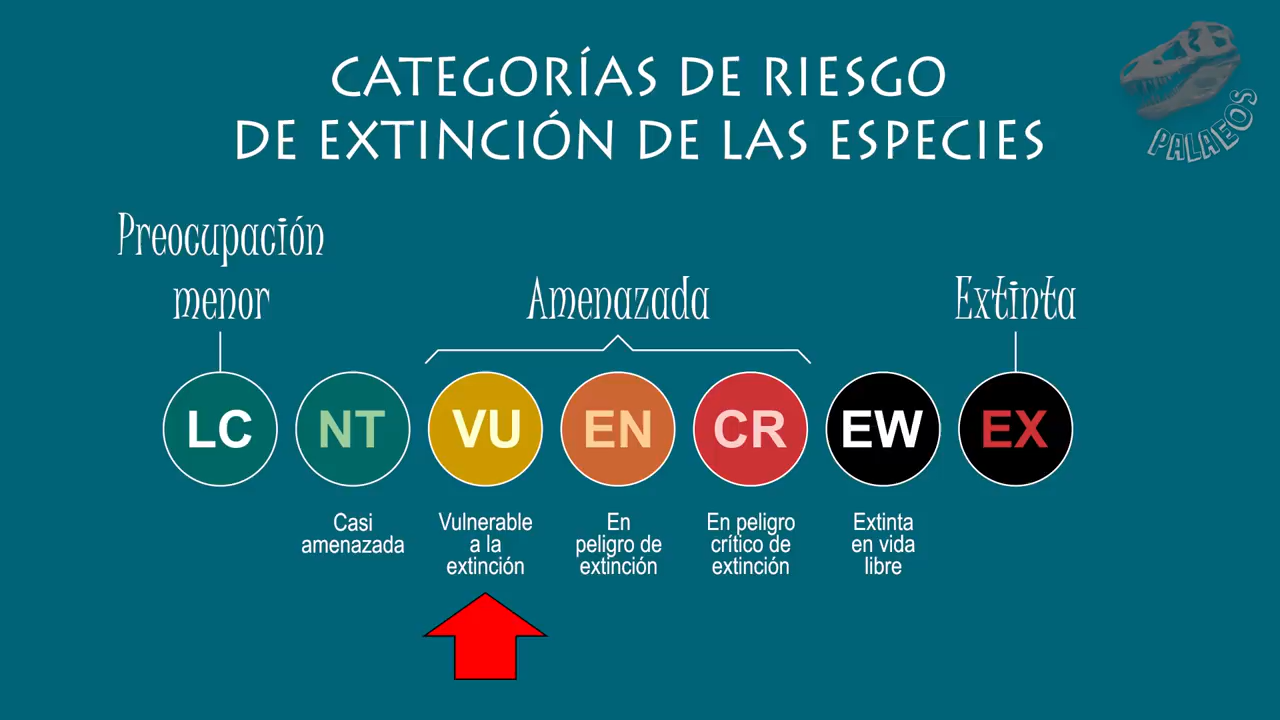 CATEGORÍAS DE RIESGO
DE EXTINCIÓN DE LAS ESPECIES
PALAEOS
Preocupación
menor
Amenazada
Extinta
LC
NT
VU
EN
CR
EW
EX
Casi
amenazada
Vulnerable
a la
extinción
En
peligro de
extinción
En peligro
crítico de
extinción
Extinta
en vida
libre